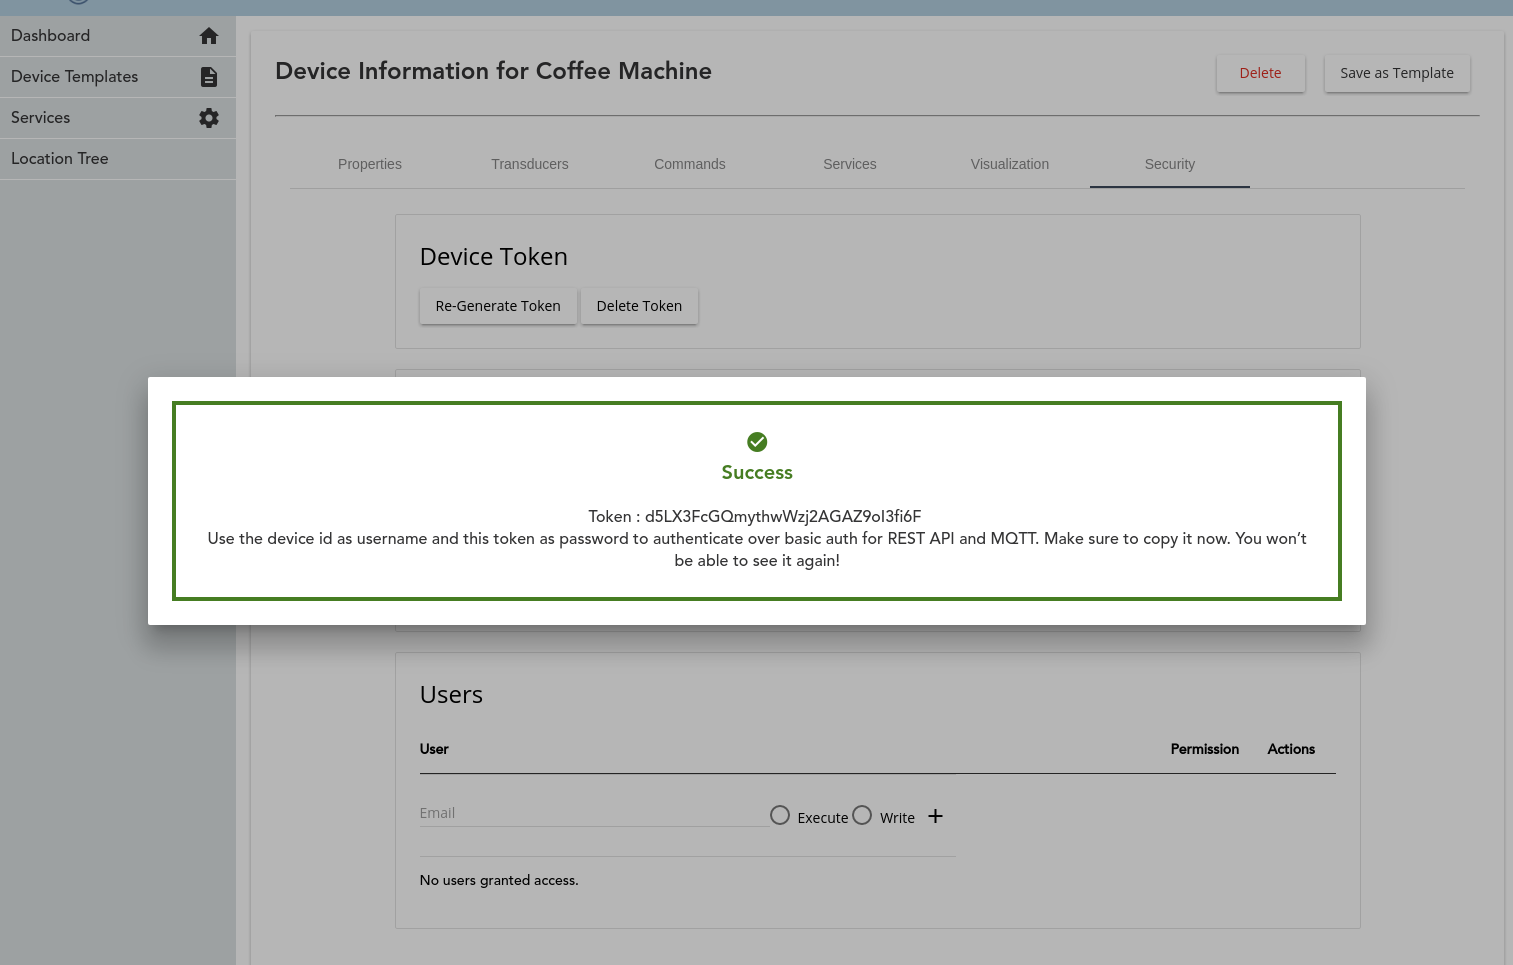 Dashboard
Device Templates
Services
Location Tree
Device Information for Coffee Machine
Delete
Save as Template
Properties
Transducers
Commands
Services
Visualization
Security
Device Token
Re-Generate Token
Delete Token
Success
Token : d5LX3FcGQmythwWzj2AGAZ9oI3fi6F
Use the device id as username and this token as password to authenticate over basic auth for REST API and MQTT. Make sure to copy it now. You won’t
be able to see it again!
Users
User
Permission
Actions
Email
Execute
Write
No users granted access.